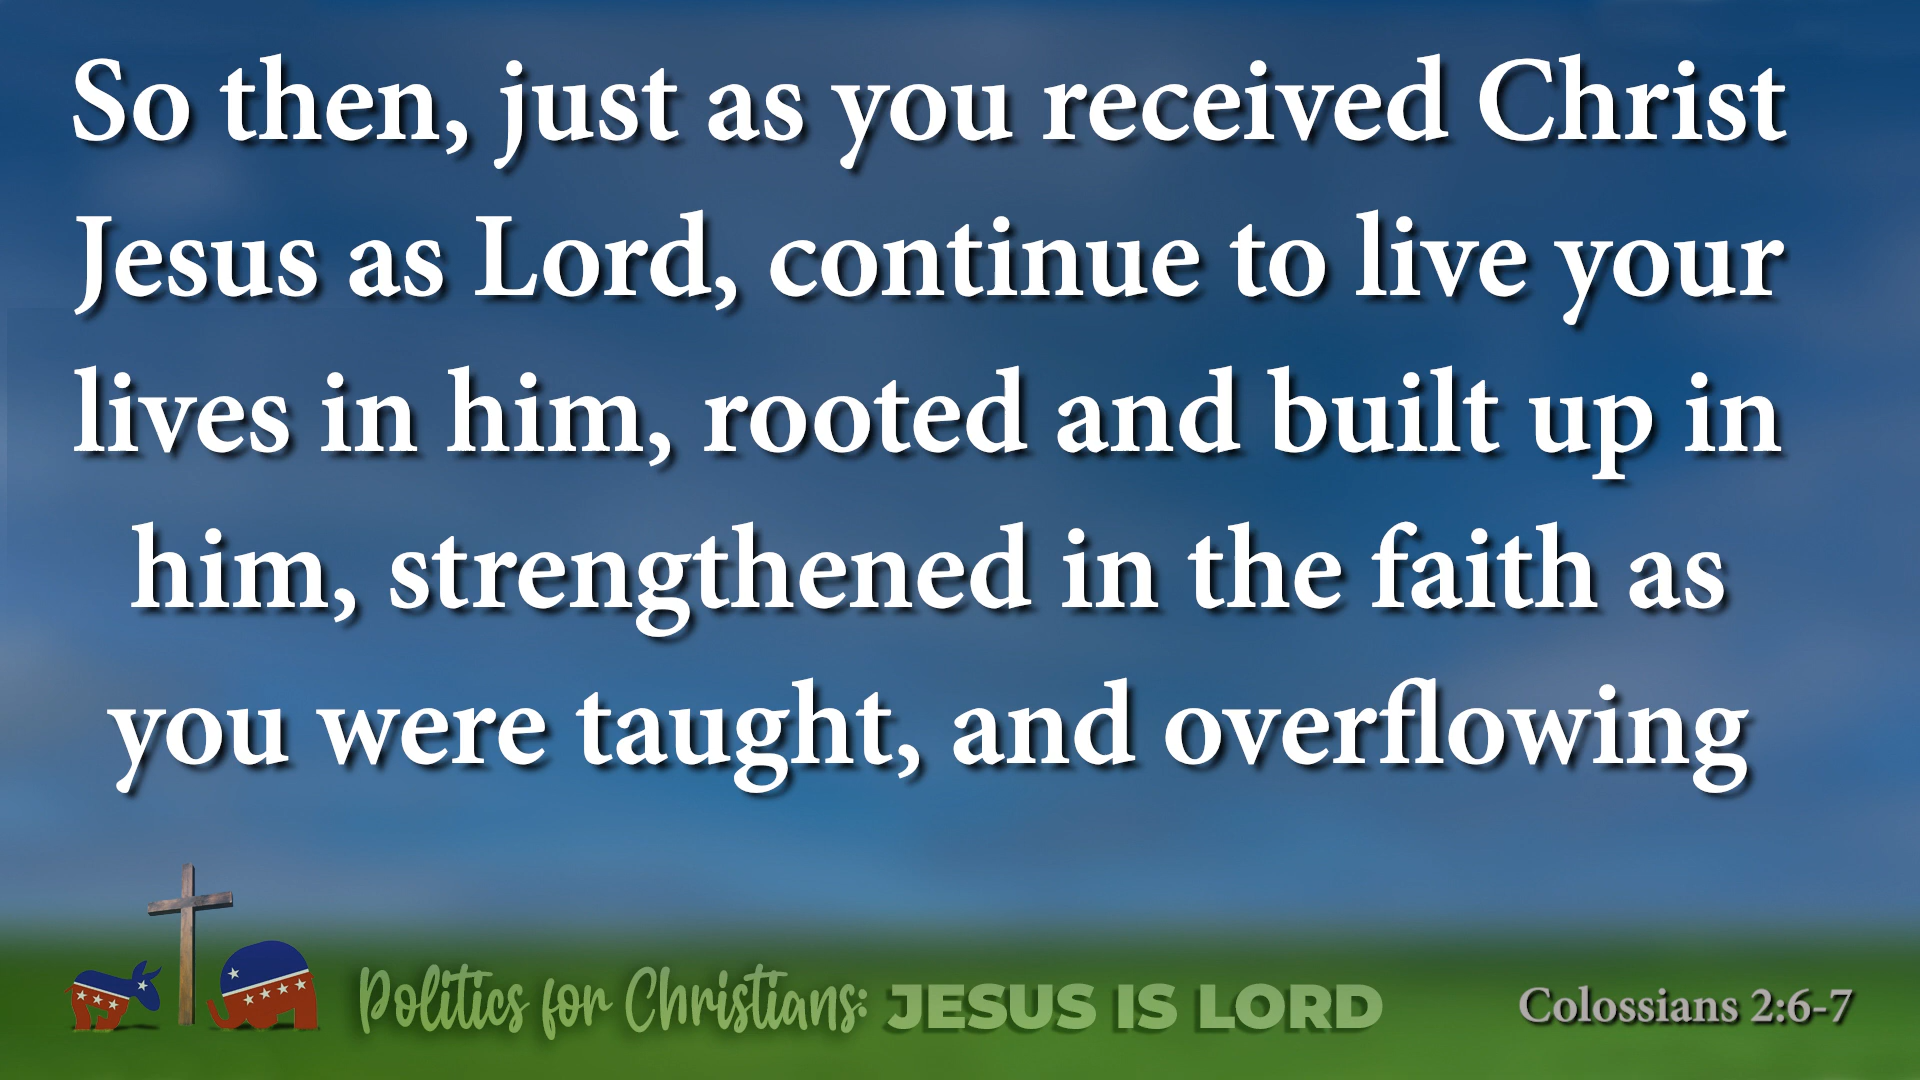 So then, just as you received Christ
Jesus as Lord, continue to live your
lives in him, rooted and built up in
him, strengthened in the faith as
you were taught, and overflowing
Politics for Christians: JESUS IS LORD
Colossians 2:6-7